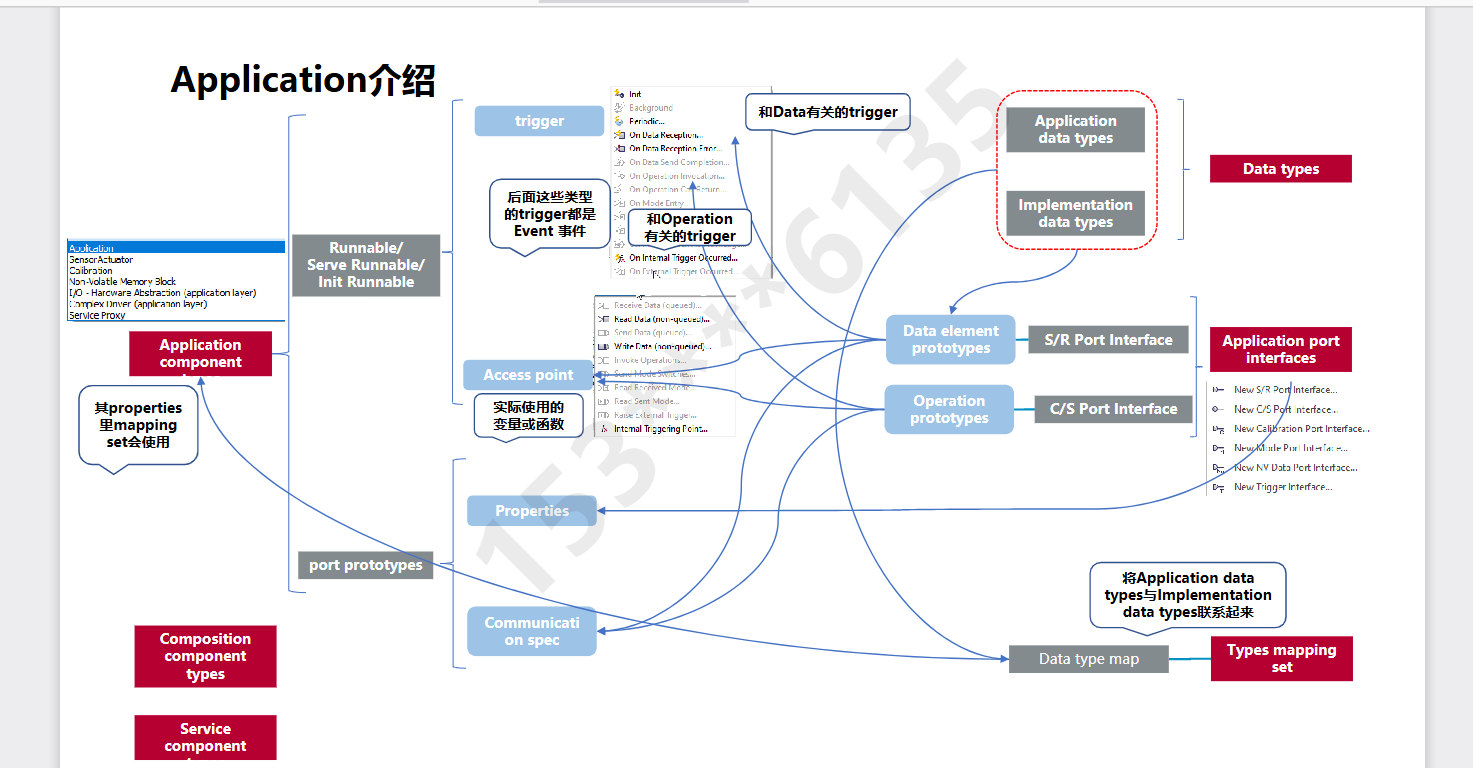 Application介绍
trigger
Init
Background
Periodic...
On Data Reception...
On Data Reception Error...
On Data Send Completion...
On Operation Invocation...
On Mode Entry
On Internal Trigger Occurred...
On External Trigger Occurred...
和Data有关的trigger
后面这些类型
的trigger都是
Event 事件
和Operation
有关的trigger
Application
data types
Implementation
data types
Data types
Application
SensorActuator
Calibration
Non-Volatile Memory Block
I/O - Hardware Abstraction (application layer)
Complex Driver (application layer)
Service Proxy
Runnable/
Serve Runnable/
Init Runnable
Application
component
其properties
里mapping
set会使用
Receive Data (queued)...
Read Data (non-queued)...
Send Data (queued)...
Write Data (non-queued)...
Invoke Operations...
Send Mode Switches...
Read Received Mode...
Read Sent Mode...
Raise External Trigger...
Internal Triggering Point...
Access point
实际使用的
变量或函数
Data element
prototypes
S/R Port Interface
Operation
prototypes
C/S Port Interface
Application port
interfaces
New S/R Port Interface...
New C/S Port Interface...
New Calibration Port Interface...
New Mode Port Interface...
New NV Data Port Interface...
New Trigger Interface...
Properties
port prototypes
Communicati
on spec
将Application data
types与Implementation
data types联系起来
Data type map
Types mapping
set
Composition
component
types
Service
component
153****6135